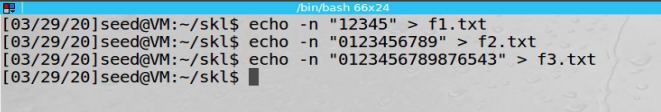 /bin/bash 66x24
[03/29/20]seed@VM:~/skl$ echo -n "12345" > f1.txt
[03/29/20]seed@VM:~/skl$ echo -n "0123456789" > f2.txt
[03/29/20]seed@VM:~/skl$ echo -n "0123456789876543" > f3.txt
[03/29/20]seed@VM:~/skl$